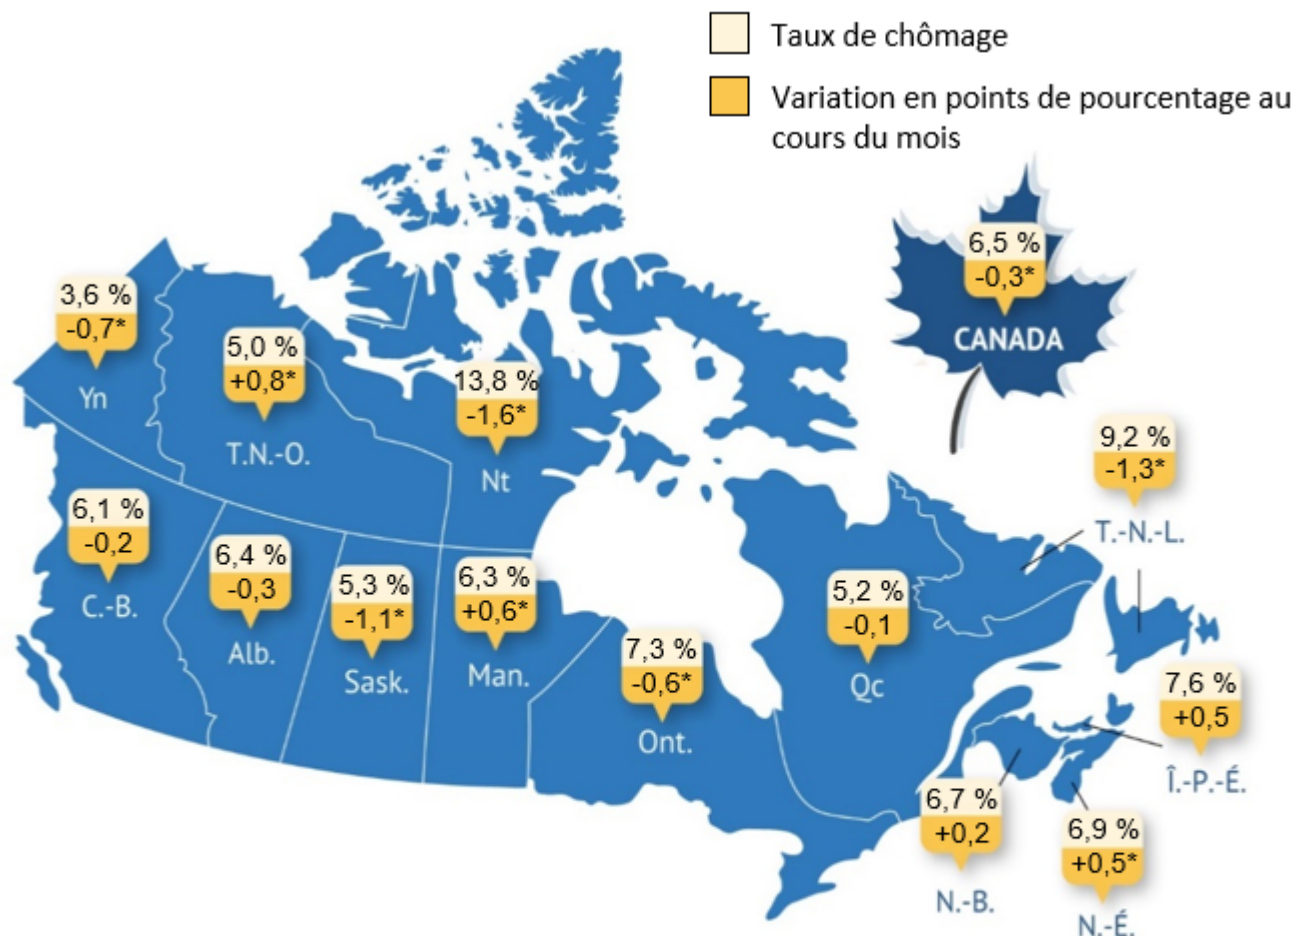 Taux de chômage
Variation en points de pourcentage au
cours du mois
6,5 %
-0,3*
CANADA
3,6 %
-0,7*
Yn
5,0 %
+0,8*
T.N.-O.
13,8 %
-1,6*
Nt
9,2 %
-1,3*
T.-N.-L.
6,1 %
-0,2
C.-B.
6,4 %
-0,3
Alb.
5,3 %
-1,1*
Sask.
6,3 %
+0,6*
Man.
7,3 %
-0,6*
Ont.
5,2 %
-0,1
Qc
7,6 %
+0,5
Î.-P.-É.
6,7 %
+0,2
N.-B.
6,9 %
+0,5*
N.-É.